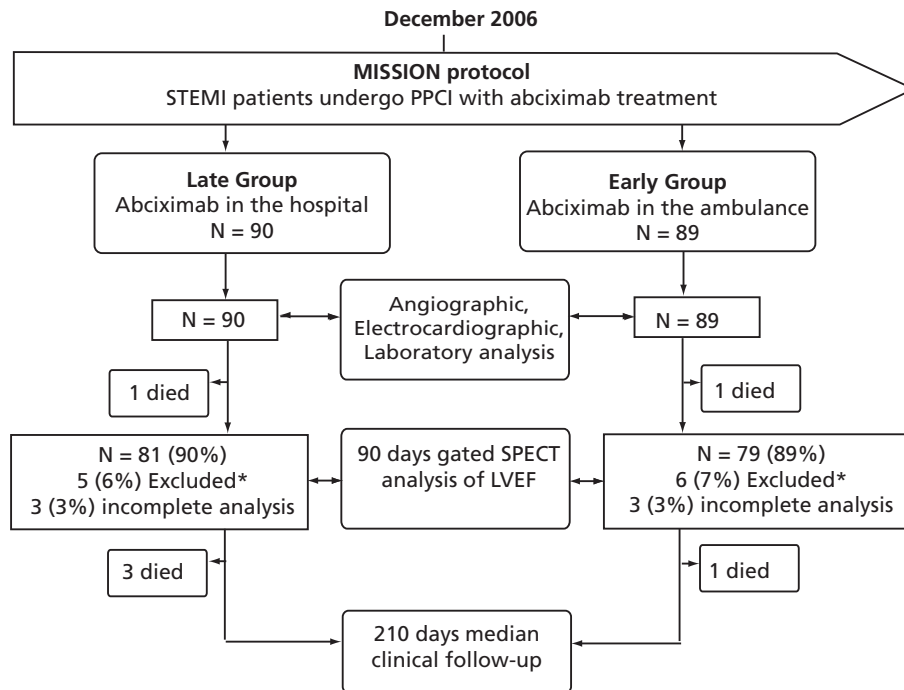 December 2006
MISSION protocol
STEMI patients undergo PPCI with abciximab treatment
Late Group
Abciximab in the hospital
N = 90
Early Group
Abciximab in the ambulance
N = 89
N = 90
Angiographic,
Electrocardiographic,
Laboratory analysis
N = 89
1 died
1 died
N = 81 (90%)
5 (6%) Excluded*
3 (3%) incomplete analysis
90 days gated SPECT
analysis of LVEF
N = 79 (89%)
6 (7%) Excluded*
3 (3%) incomplete analysis
3 died
1 died
210 days median
clinical follow-up